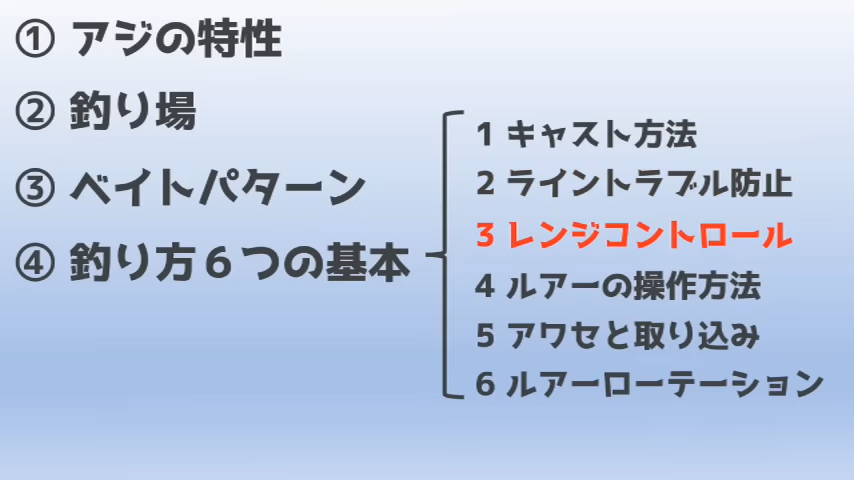 ① アジの特性
② 釣り場
③ ベイトパターン
④ 釣り方６つの基本
1 キャスト方法
2 ライントラブル防止
3 レンジコントロール
4 ルアーの操作方法
5 アワセと取り込み
6 ルアーローテーション